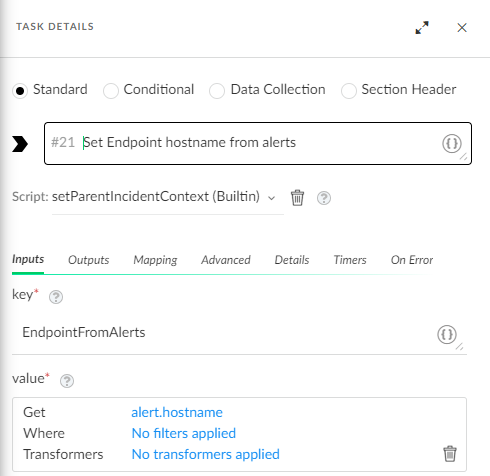 TASK DETAILS
Standard Conditional Data Collection Section Header
#21 Set Endpoint hostname from alerts {}
Script: setParentIncidentContext (Builtin) ?
Inputs Outputs Mapping Advanced Details Timers On Error
key* ?
EndpointFromAlerts {}
value* ?
Get alert.hostname
Where No filters applied
Transformers No transformers applied